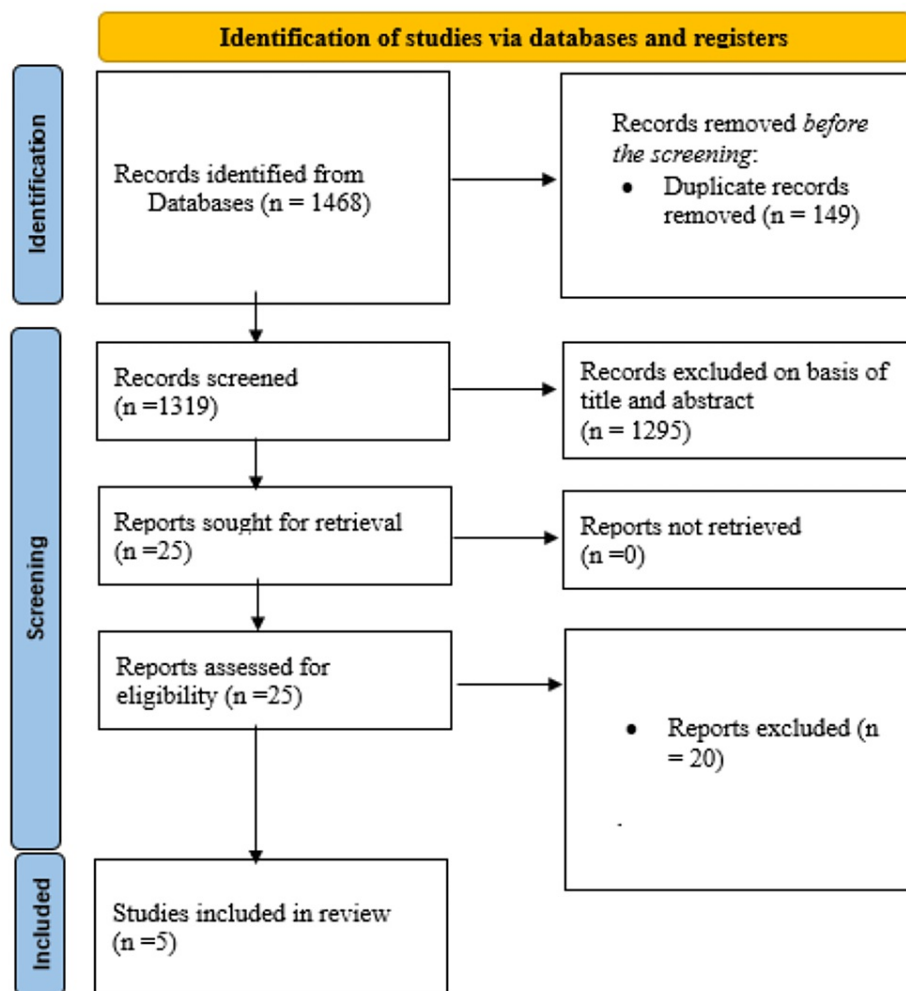 Identification of studies via databases and registers
Identification
Records identified from
Databases (n = 1468)
Records removed before
the screening:
• Duplicate records
removed (n = 149)
Screening
Records screened
(n =1319)
Records excluded on basis of
title and abstract
(n = 1295)
Reports sought for retrieval
(n =25)
Reports not retrieved
(n =0)
Reports assessed for
eligibility (n =25)
• Reports excluded (n
= 20)
.
Included
Studies included in review
(n =5)